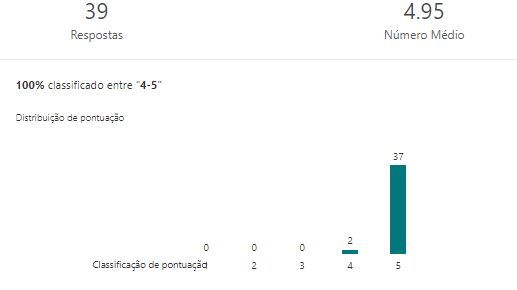 39 4.95
Respostas Número Médio
100% classificado entre "4-5"
Distribuição de pontuação
37
2
0 0 0
Classificação de pontuação 2 3 4 5